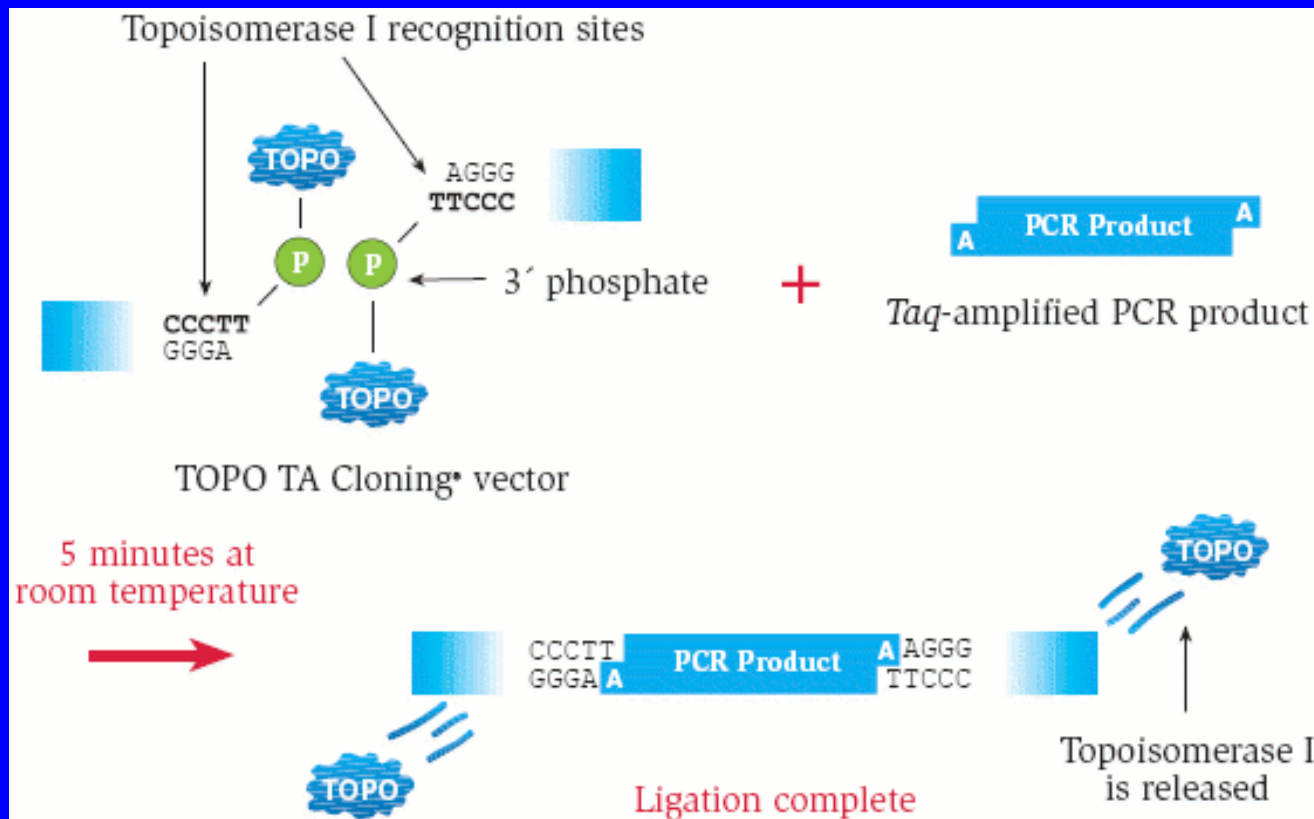 Topoisomerase I recognition sites
TOPO
AGGG
TTCCC
P
P
3´ phosphate
CCCTT
GGGA
TOPO
TOPO TA Cloning® vector
+
A PCR Product A
Taq-amplified PCR product
5 minutes at
room temperature
TOPO
CCCTT PCR Product A AGGG
GGGA A TTCCC
TOPO
Ligation complete
Topoisomerase I
is released